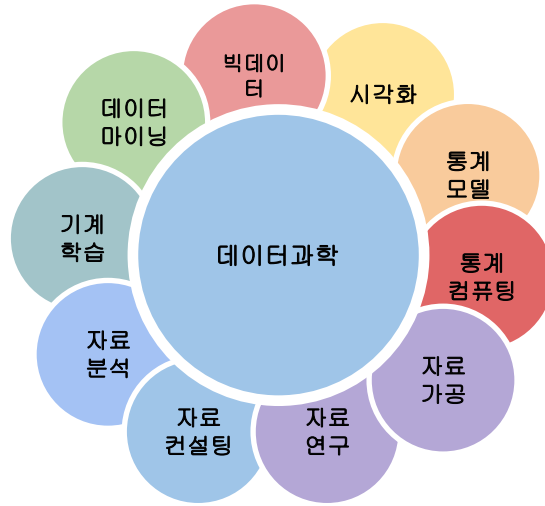 빅데이
터
시각화
통계
모델
통계
컴퓨팅
자료
가공
자료
연구
자료
컨설팅
자료
분석
기계
학습
데이터
마이닝
데이터과학